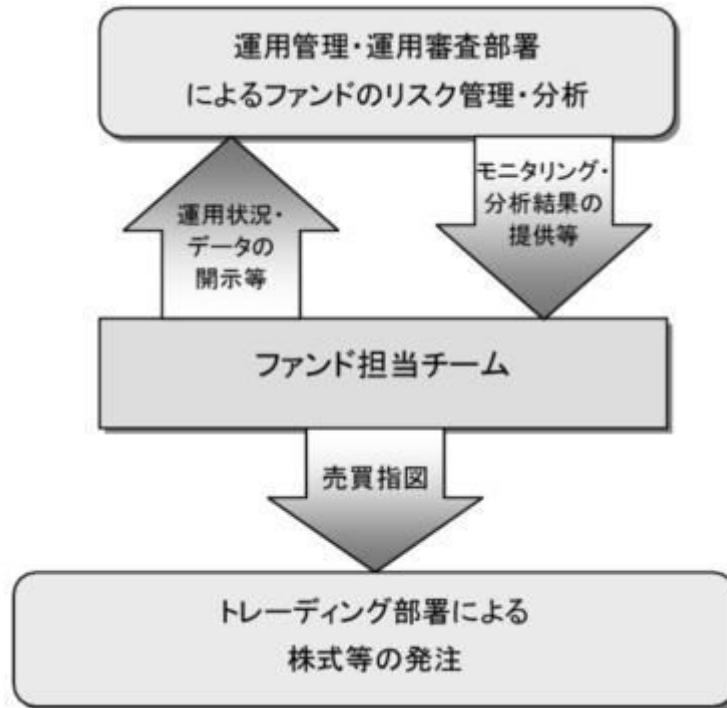 運用管理・運用審査部署
によるファンドのリスク管理・分析
運用状況・
データの
開示等
モニタリング・
分析結果の
提供等
ファンド担当チーム
売買指図
トレーディング部署による
株式等の発注